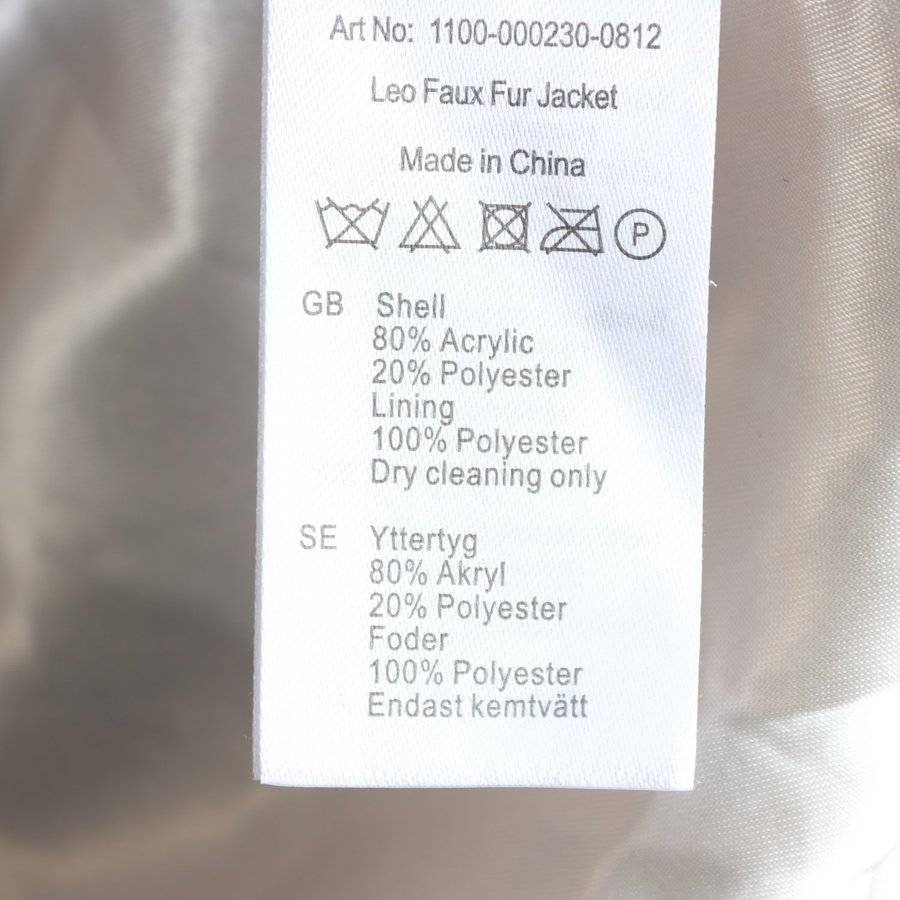 Art No: 1100-000230-0812
Leo Faux Fur Jacket
Made in China
P
GB Shell
80% Acrylic
20% Polyester
Lining
100% Polyester
Dry cleaning only
SE Yttertyg
80% Akryl
20% Polyester
Foder
100% Polyester
Endast kemtvätt